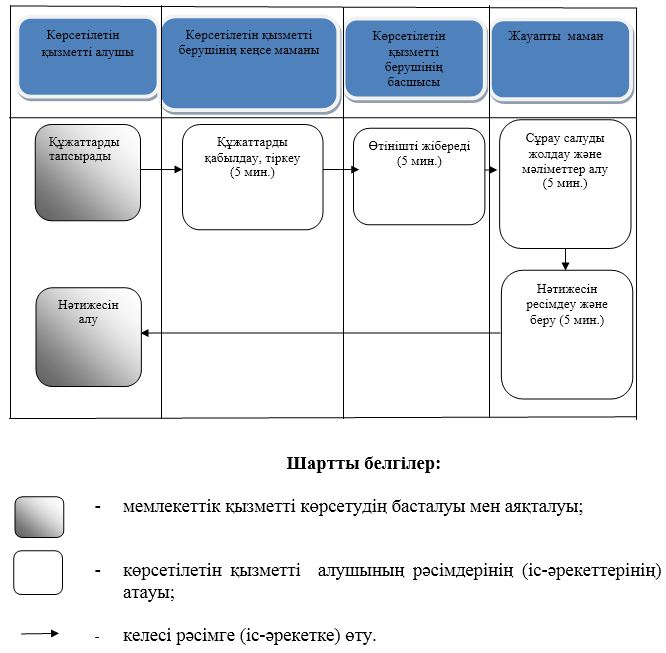 Көрсетілетін
қызметті алушы
Көрсетілетін қызметті
берушінің кеңсе маманы
Көрсетілетін
қызметті
берушінің
басшысы
Жауапты маман
Құжаттарды
тапсырады
Құжаттарды
қабылдау, тіркеу
(5 мин.)
Өтінішті жібереді
(5 мин.)
Сұрау салуды
жолдау және
мәліметтер алу
(5 мин.)
Нәтижесін
алу
Нәтижесін
ресімдеу және
беру (5 мин.)
Шартты белгілер:
- мемлекеттік қызметті көрсетудің басталуы мен аяқталуы;
- көрсетілетін қызметті алушының рәсімдерінің (іс-әрекеттерінің)
атауы;
- келесі рәсімге (іс-әрекетке) өту.